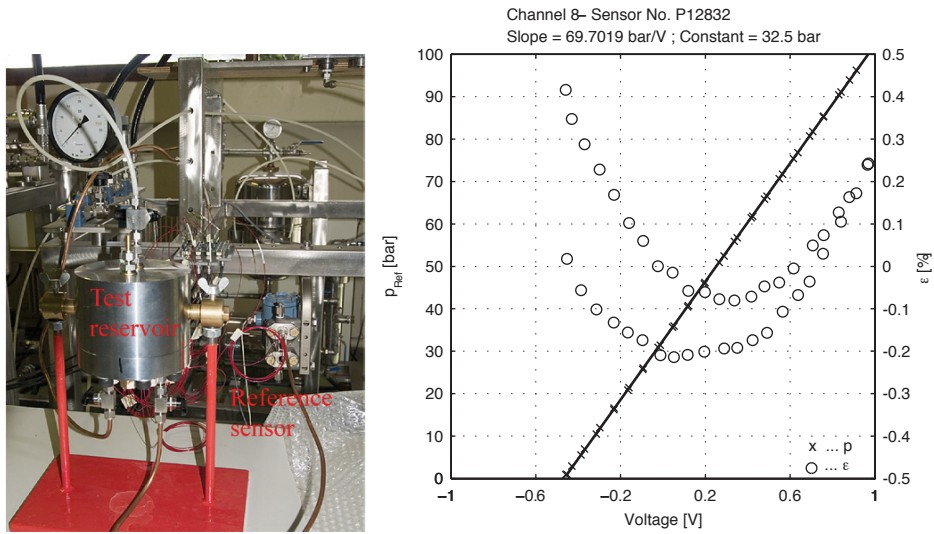 Channel 8– Sensor No. P12832
Slope = 69.7019 bar/V ; Constant = 32.5 bar
Test
reservoir
Reference
sensor
100
90
80
70
60
50
40
30
20
10
0
p_Ref [bar]
0.5
0.4
0.3
0.2
0.1
0
-0.1
-0.2
-0.3
-0.4
-0.5
ε [%]
x ... p
o ... ε
−1
-0.6
-0.2
0.2
0.6
1
Voltage [V]